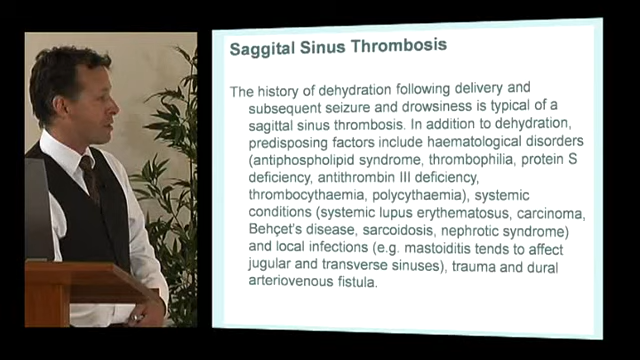 Saggital Sinus Thrombosis
The history of dehydration following delivery and
subsequent seizure and drowsiness is typical of a
sagittal sinus thrombosis. In addition to dehydration,
predisposing factors include haematological disorders
(antiphospholipid syndrome, thrombophilia, protein S
deficiency, antithrombin III deficiency,
thrombocythaemia, polycythaemia), systemic
conditions (systemic lupus erythematosus, carcinoma,
Behçet's disease, sarcoidosis, nephrotic syndrome)
and local infections (e.g. mastoiditis tends to affect
jugular and transverse sinuses), trauma and dural
arteriovenous fistula.